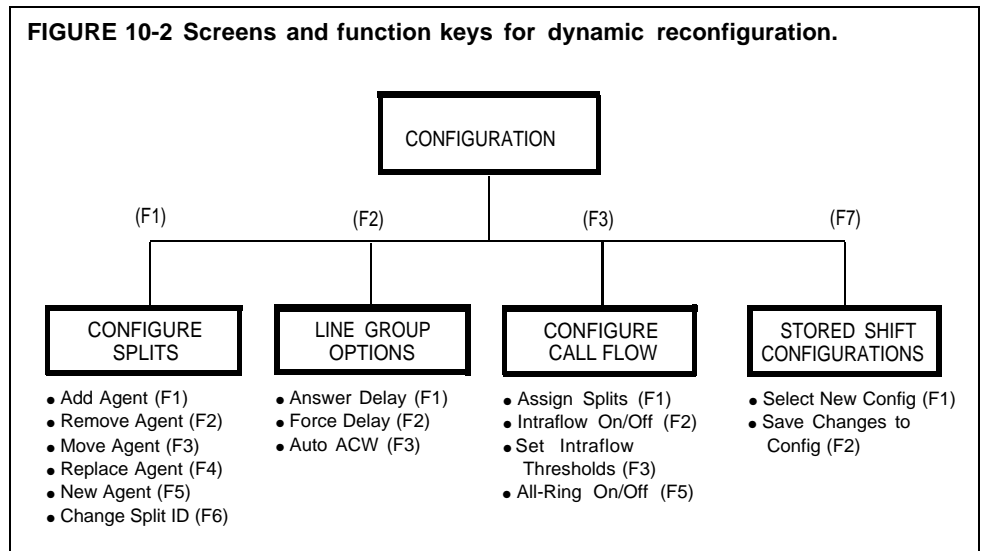 FIGURE 10-2 Screens and function keys for dynamic reconfiguration.
CONFIGURATION
(F1)
(F2)
(F3)
(F7)
CONFIGURE
SPLITS
• Add Agent (F1)
• Remove Agent (F2)
• Move Agent (F3)
• Replace Agent (F4)
• New Agent (F5)
• Change Split ID (F6)
LINE GROUP
OPTIONS
• Answer Delay (F1)
• Force Delay (F2)
• Auto ACW (F3)
CONFIGURE
CALL FLOW
• Assign Splits (F1)
• Intraflow On/Off (F2)
• Set Intraflow
Thresholds (F3)
• All-Ring On/Off (F5)
STORED SHIFT
CONFIGURATIONS
• Select New Config (F1)
• Save Changes to
Config (F2)